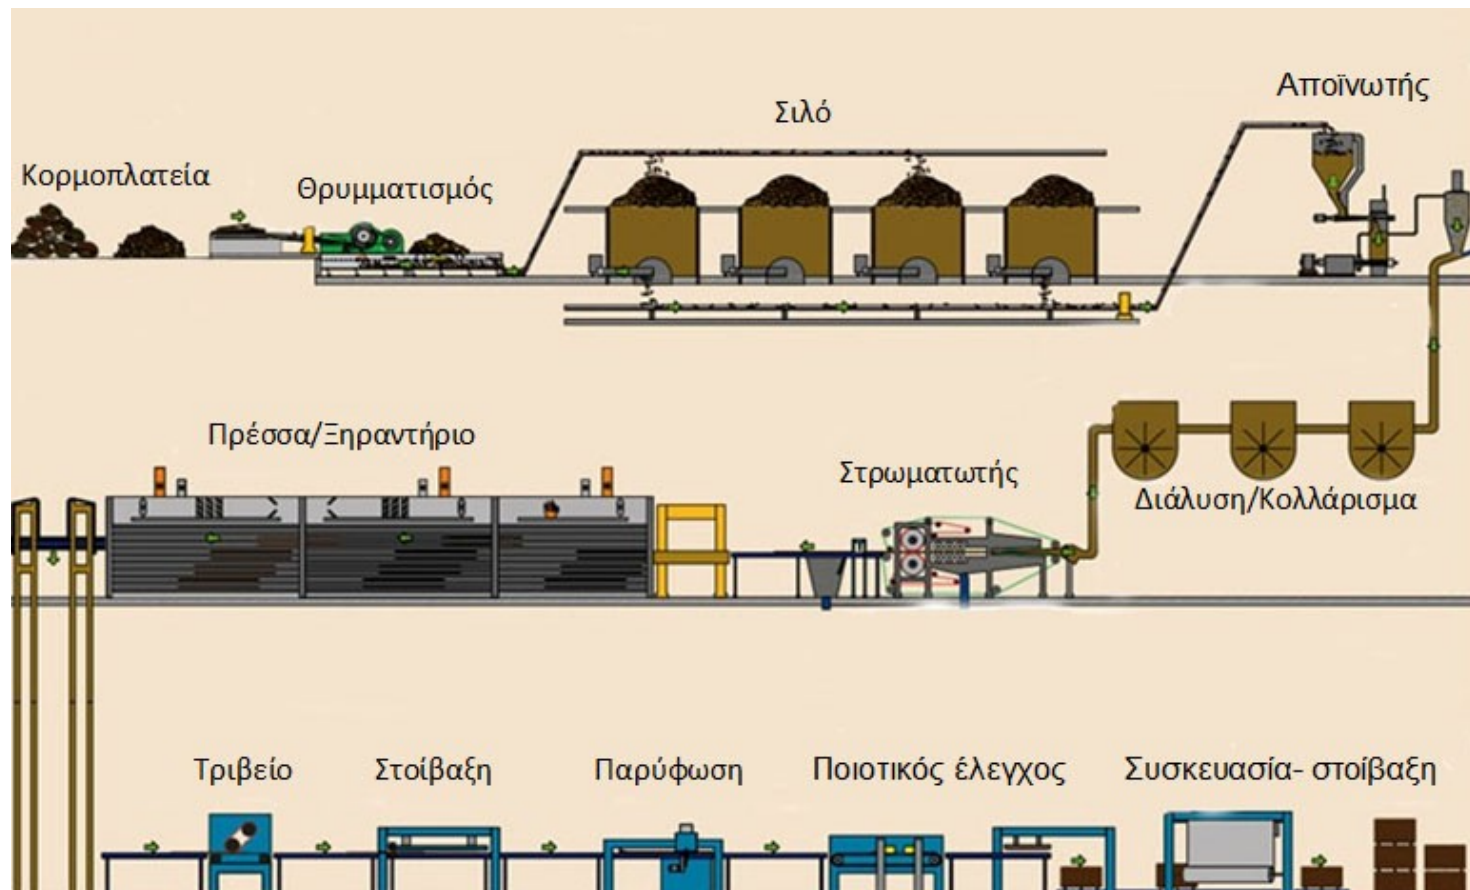 Κορμοπλατεία
Θρυμματισμός
Σιλό
Αποϊνωτής
Πρέσσα/Ξηραντήριο
Στρωματωτής
Διάλυση/Κολλάρισμα
Τριβείο
Στοίβαξη
Παρύφωση
Ποιοτικός έλεγχος
Συσκευασία- στοίβαξη